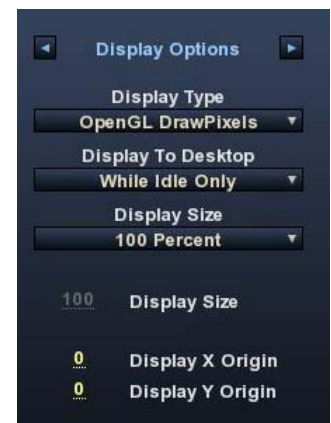 Display Options
Display Type
OpenGL DrawPixels
Display To Desktop
While Idle Only
Display Size
100 Percent
100 Display Size
0 Display X Origin
0 Display Y Origin